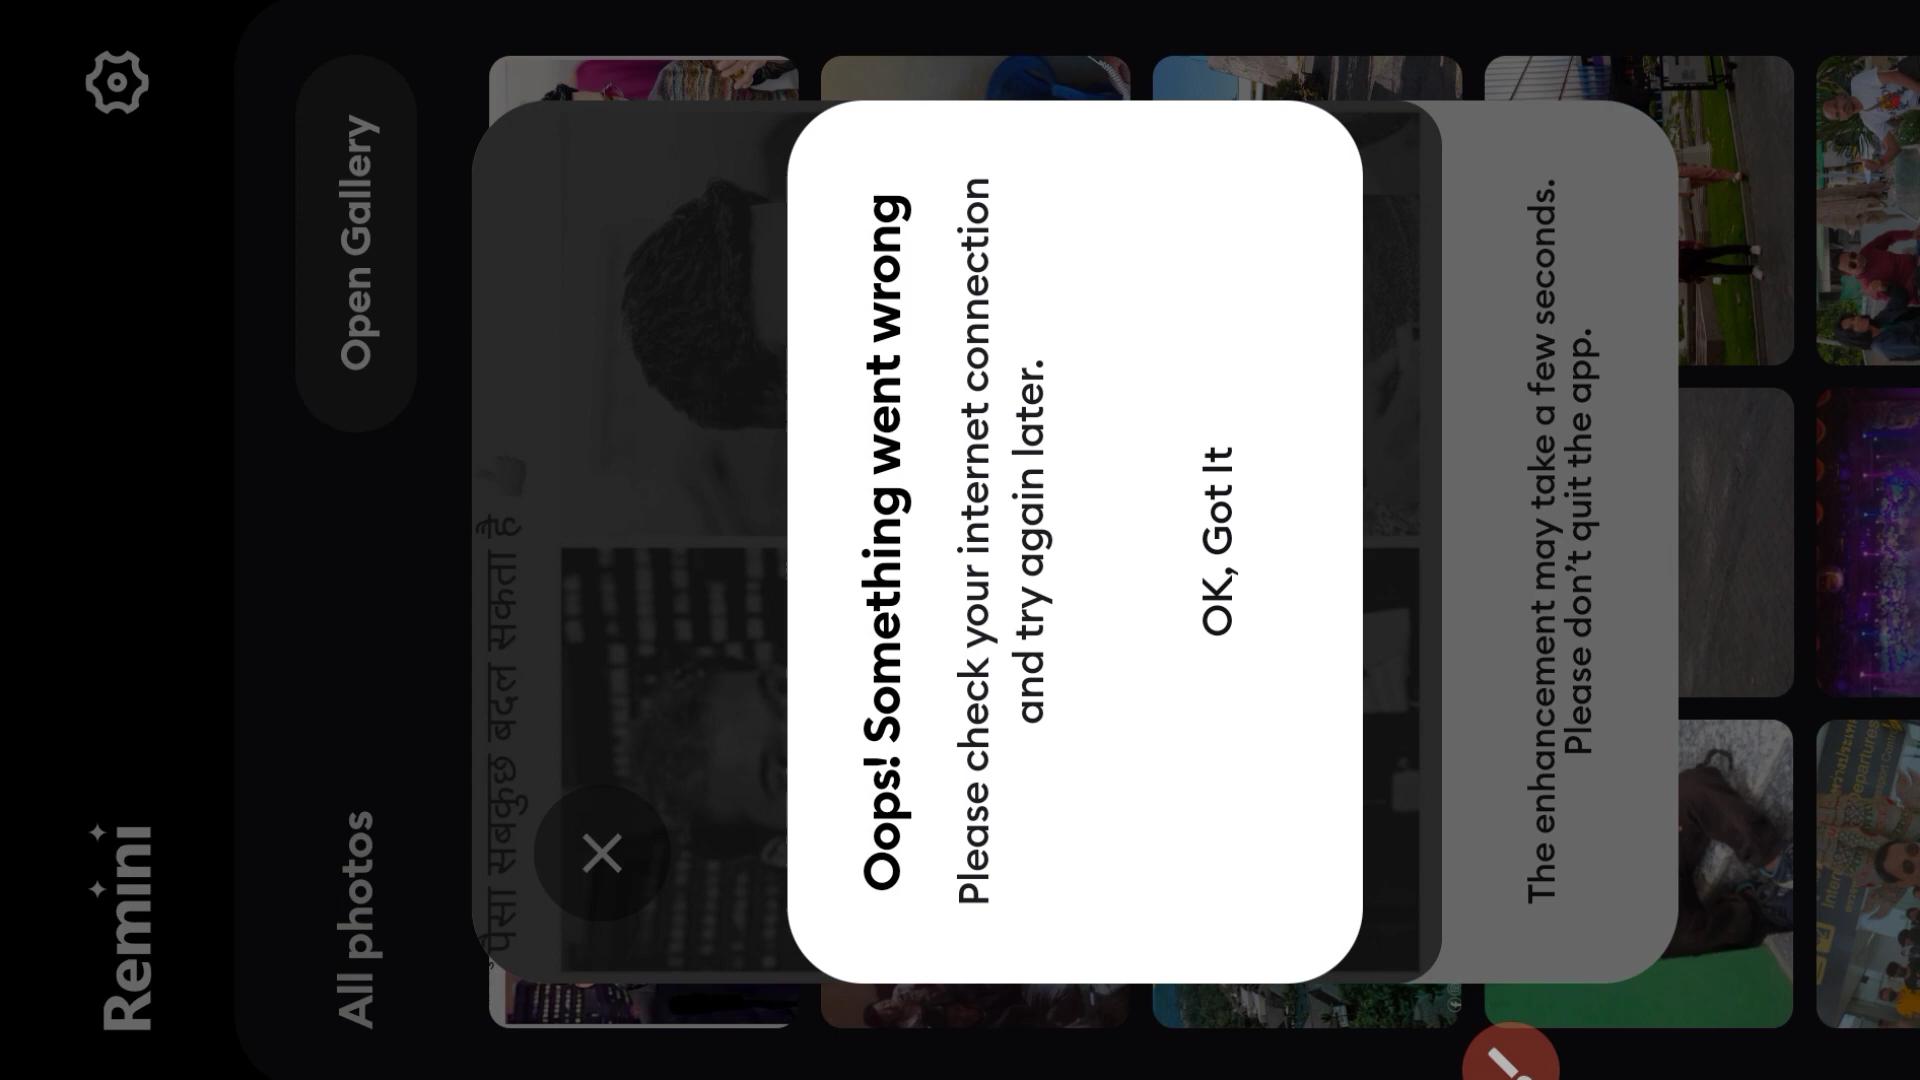 Remini
All photos
Open Gallery
पैसा सबकुछ बदल सकता है
Oops! Something went wrong
Please check your internet connection
and try again later.
OK, Got It
The enhancement may take a few seconds.
Please don't quit the app.
Departures